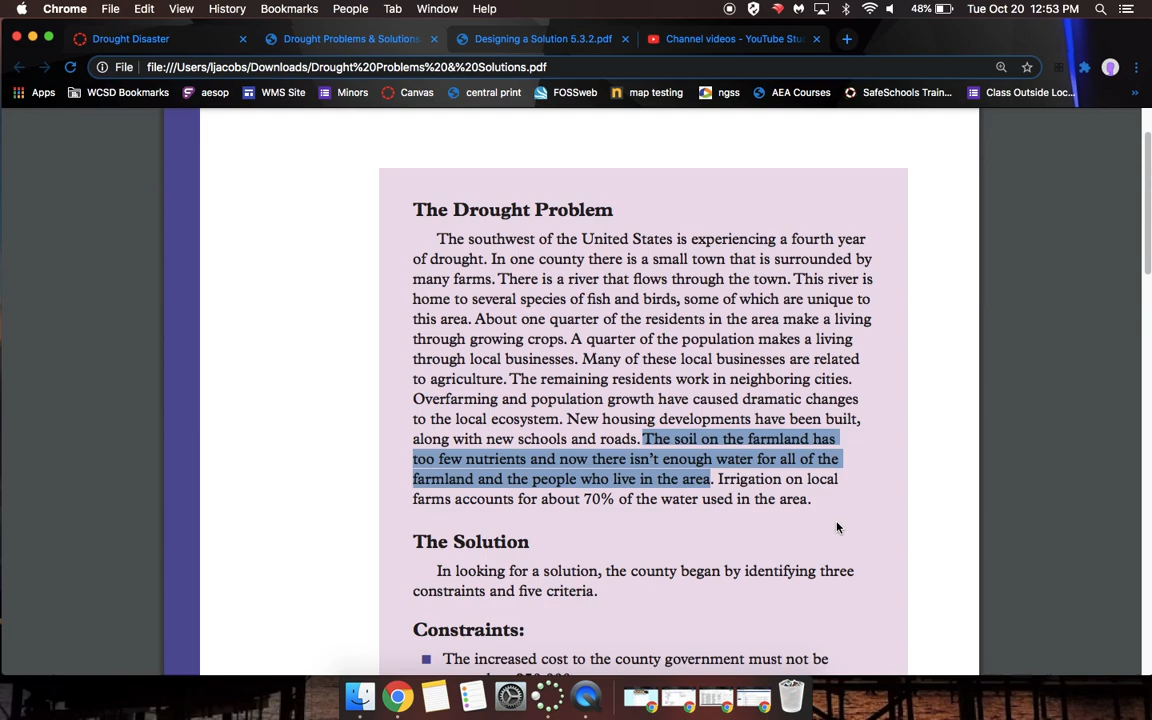 Chrome File Edit View History Bookmarks People Tab Window Help 48% Tue Oct 20 12:53 PM
Drought Disaster Drought Problems & Solutions Designing a Solution 5.3.2.pdf Channel videos - YouTube Stu
File file:///Users/ljacobs/Downloads/Drought%20Problems%20&%20Solutions.pdf
Apps WCSD Bookmarks aesop WMS Site Minors Canvas central print FOSSweb map testing ngss AEA Courses SafeSchools Train... Class Outside Loc...
The Drought Problem
The southwest of the United States is experiencing a fourth year
of drought. In one county there is a small town that is surrounded by
many farms. There is a river that flows through the town. This river is
home to several species of fish and birds, some of which are unique to
this area. About one quarter of the residents in the area make a living
through growing crops. A quarter of the population makes a living
through local businesses. Many of these local businesses are related
to agriculture. The remaining residents work in neighboring cities.
Overfarming and population growth have caused dramatic changes
to the local ecosystem. New housing developments have been built,
along with new schools and roads. The soil on the farmland has
too few nutrients and now there isn't enough water for all of the
farmland and the people who live in the area. Irrigation on local
farms accounts for about 70% of the water used in the area.
The Solution
In looking for a solution, the county began by identifying three
constraints and five criteria.
Constraints:
■ The increased cost to the county government must not be